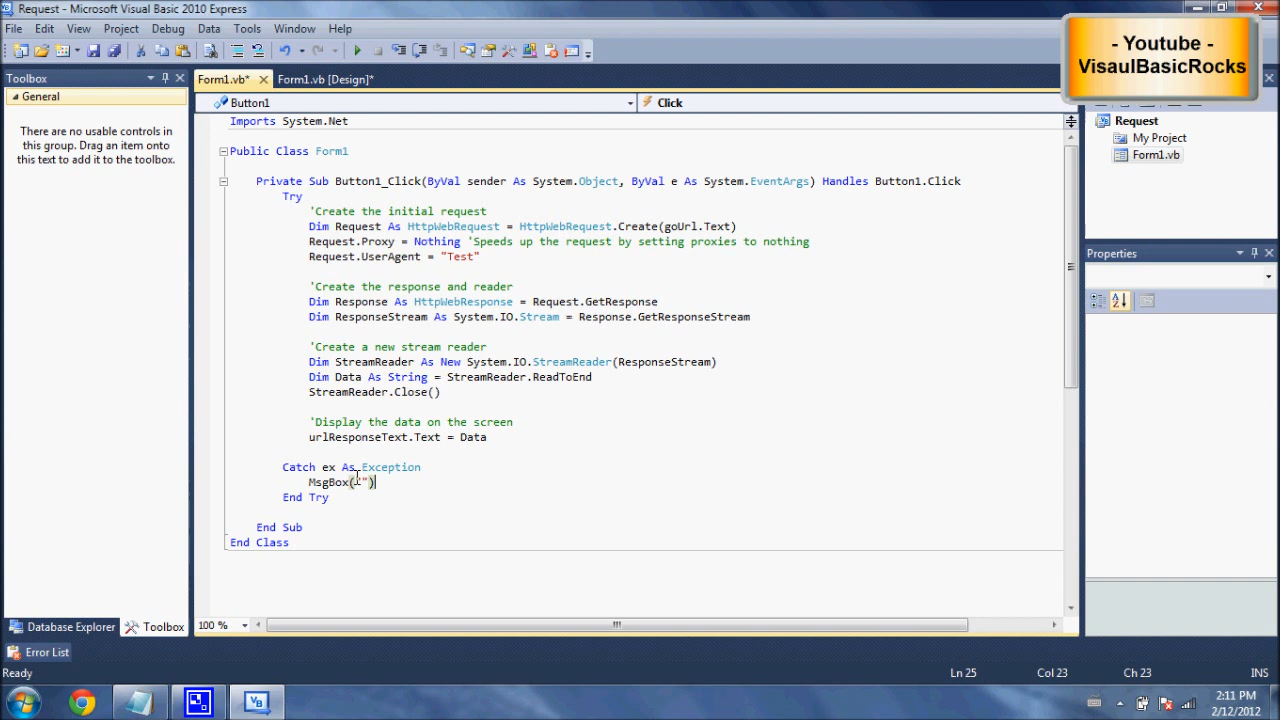 Request - Microsoft Visual Basic 2010 Express
File Edit View Project Debug Data Tools Window Help
- Youtube -
VisaulBasicRocks
Toolbox
General
There are no usable controls in
this group. Drag an item onto
this text to add it to the toolbox.
Database Explorer
Toolbox
Form1.vb*
Form1.vb [Design]*
Button1
Click
Imports System.Net
Public Class Form1
Private Sub Button1_Click(ByVal sender As System.Object, ByVal e As System.EventArgs) Handles Button1.Click
Try
'Create the initial request
Dim Request As HttpWebRequest = HttpWebRequest.Create(goUrl.Text)
Request.Proxy = Nothing 'Speeds up the request by setting proxies to nothing
Request.UserAgent = "Test"
'Create the response and reader
Dim Response As HttpWebResponse = Request.GetResponse
Dim ResponseStream As System.IO.Stream = Response.GetResponseStream
'Create a new stream reader
Dim StreamReader As New System.IO.StreamReader(ResponseStream)
Dim Data As String = StreamReader.ReadToEnd
StreamReader.Close()
'Display the data on the screen
urlResponseText.Text = Data
Catch ex As Exception
MsgBox("")
End Try
End Sub
End Class
100 %
Request
My Project
Form1.vb
Properties
Error List
Ready
Ln 25
Col 23
Ch 23
INS
2:11 PM
2/12/2012